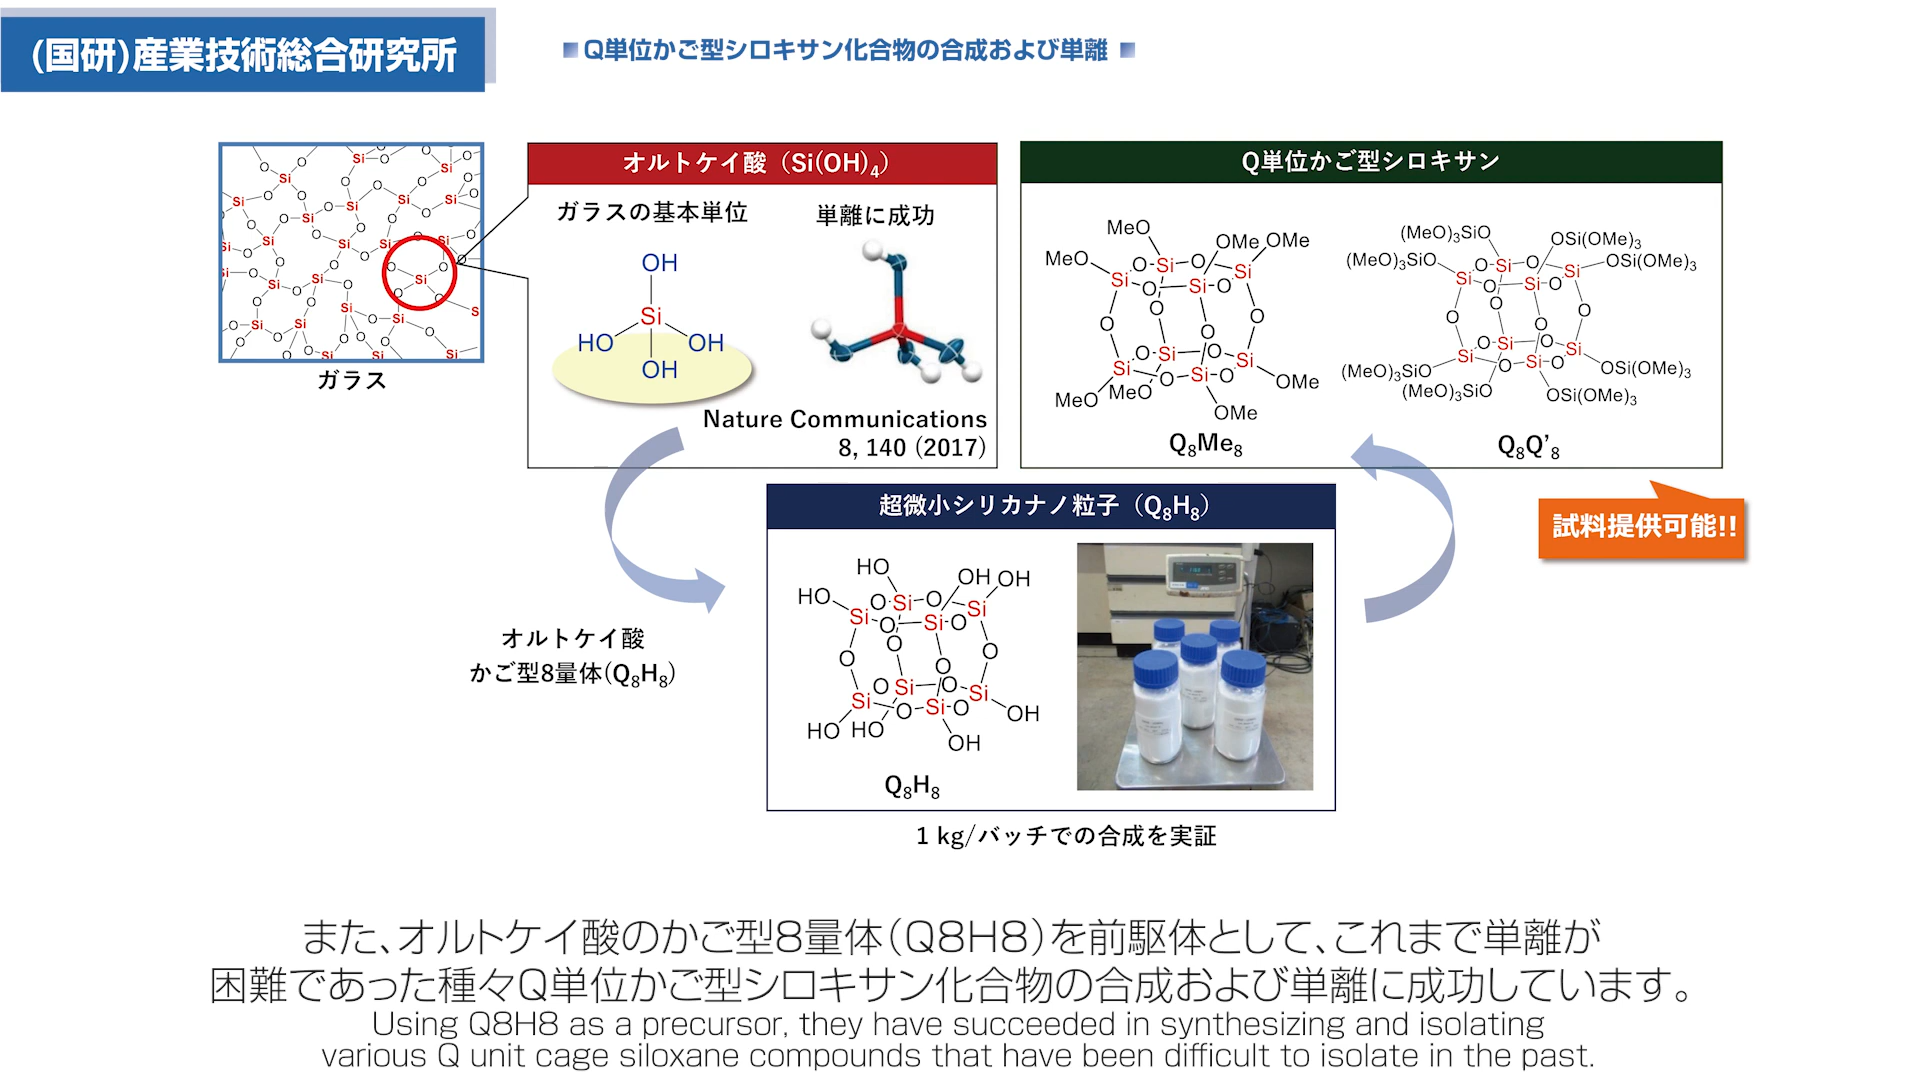 (国研)産業技術総合研究所
Q単位かご型シロキサン化合物の合成および単離
ガラス
オルトケイ酸（Si(OH)4）
ガラスの基本単位
単離に成功
OH
Si
HO
OH
OH
Nature Communications
8, 140 (2017)
Q単位かご型シロキサン
MeO
OMe OMe
MeO
Si O Si O Si
O Si O
O O O O
Si O Si O Si
O Si O
MeO MeO
OMe
OMe
Q8Me8
(MeO)3SiO
OSi(OMe)3
(MeO)3SiO
OSi(OMe)3
Si O Si O Si
O Si O
O O O O
Si O Si O Si
O Si O
(MeO)3SiO
OSi(OMe)3
(MeO)3SiO
OSi(OMe)3
Q8Q’8
試料提供可能!!
超微小シリカナノ粒子（Q8H8）
HO
OH OH
HO
Si O Si O Si
O Si O
O O O O
Si O Si O Si
O Si O
HO HO
OH
OH
Q8H8
オルトケイ酸
かご型8量体(Q8H8)
1 kg/バッチでの合成を実証
また、オルトケイ酸のかご型8量体（Q8H8）を前駆体として、これまで単離が
困難であった種々Q単位かご型シロキサン化合物の合成および単離に成功しています。
Using Q8H8 as a precursor, they have succeeded in synthesizing and isolating
various Q unit cage siloxane compounds that have been difficult to isolate in the past.